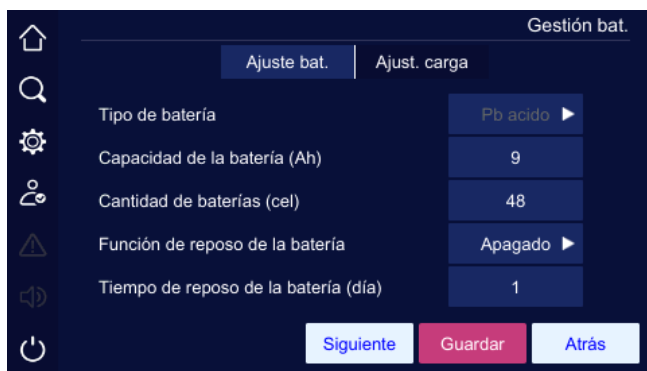 Gestión bat.
Ajuste bat. Ajust. carga
Tipo de batería Pb acido
Capacidad de la batería (Ah) 9
Cantidad de baterías (cel) 48
Función de reposo de la batería Apagado
Tiempo de reposo de la batería (día) 1
Siguiente Guardar Atrás